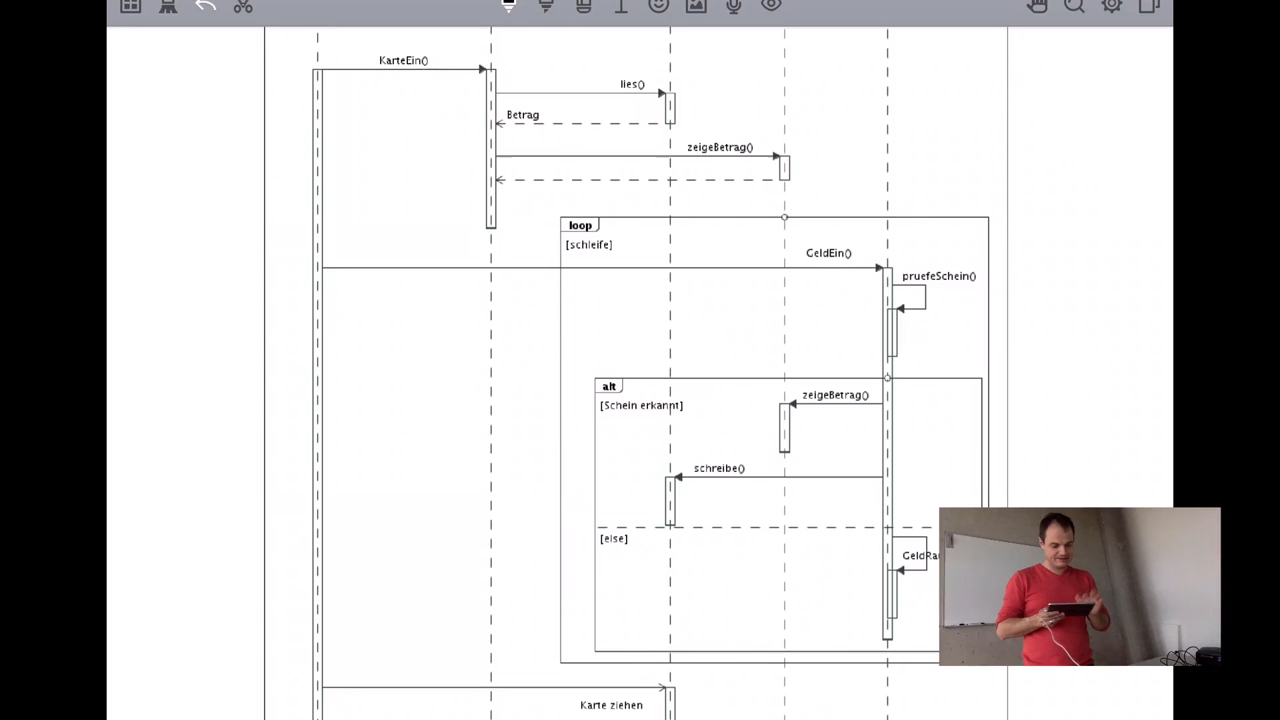 KarteEin()
lies()
Betrag
zeigeBetrag()
loop
[schleife]
GeldEin()
pruefeSchein()
alt
[Schein erkannt]
zeigeBetrag()
schreibe()
[else]
Karte ziehen